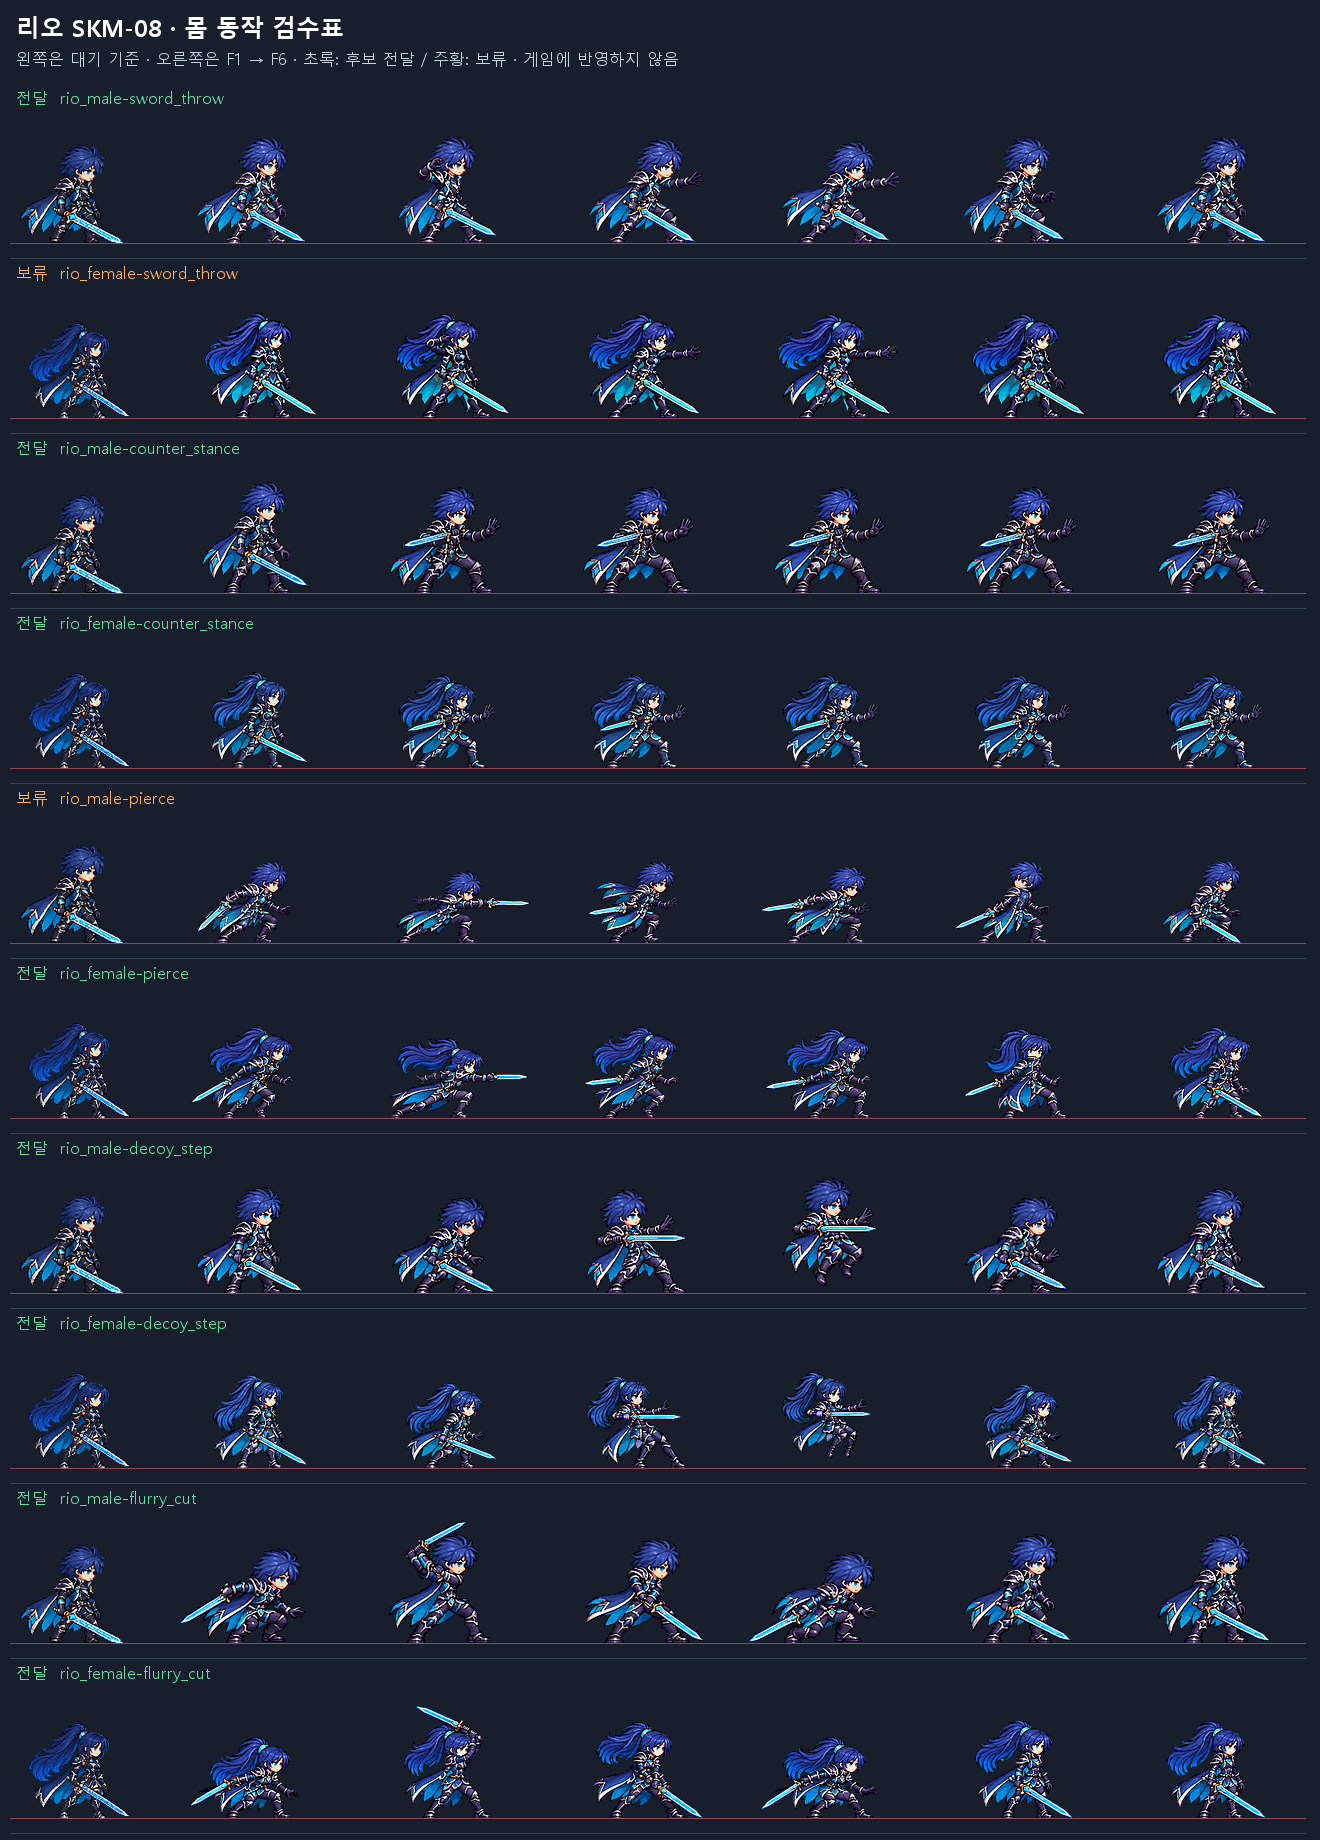 리오 SKM-08 · 몸 동작 검수표
왼쪽은 대기 기준 · 오른쪽은 F1 → F6 · 초록: 후보 전달 / 주황: 보류 · 게임에 반영하지 않음
전달 rio_male-sword_throw
보류 rio_female-sword_throw
전달 rio_male-counter_stance
전달 rio_female-counter_stance
보류 rio_male-pierce
전달 rio_female-pierce
전달 rio_male-decoy_step
전달 rio_female-decoy_step
전달 rio_male-flurry_cut
전달 rio_female-flurry_cut